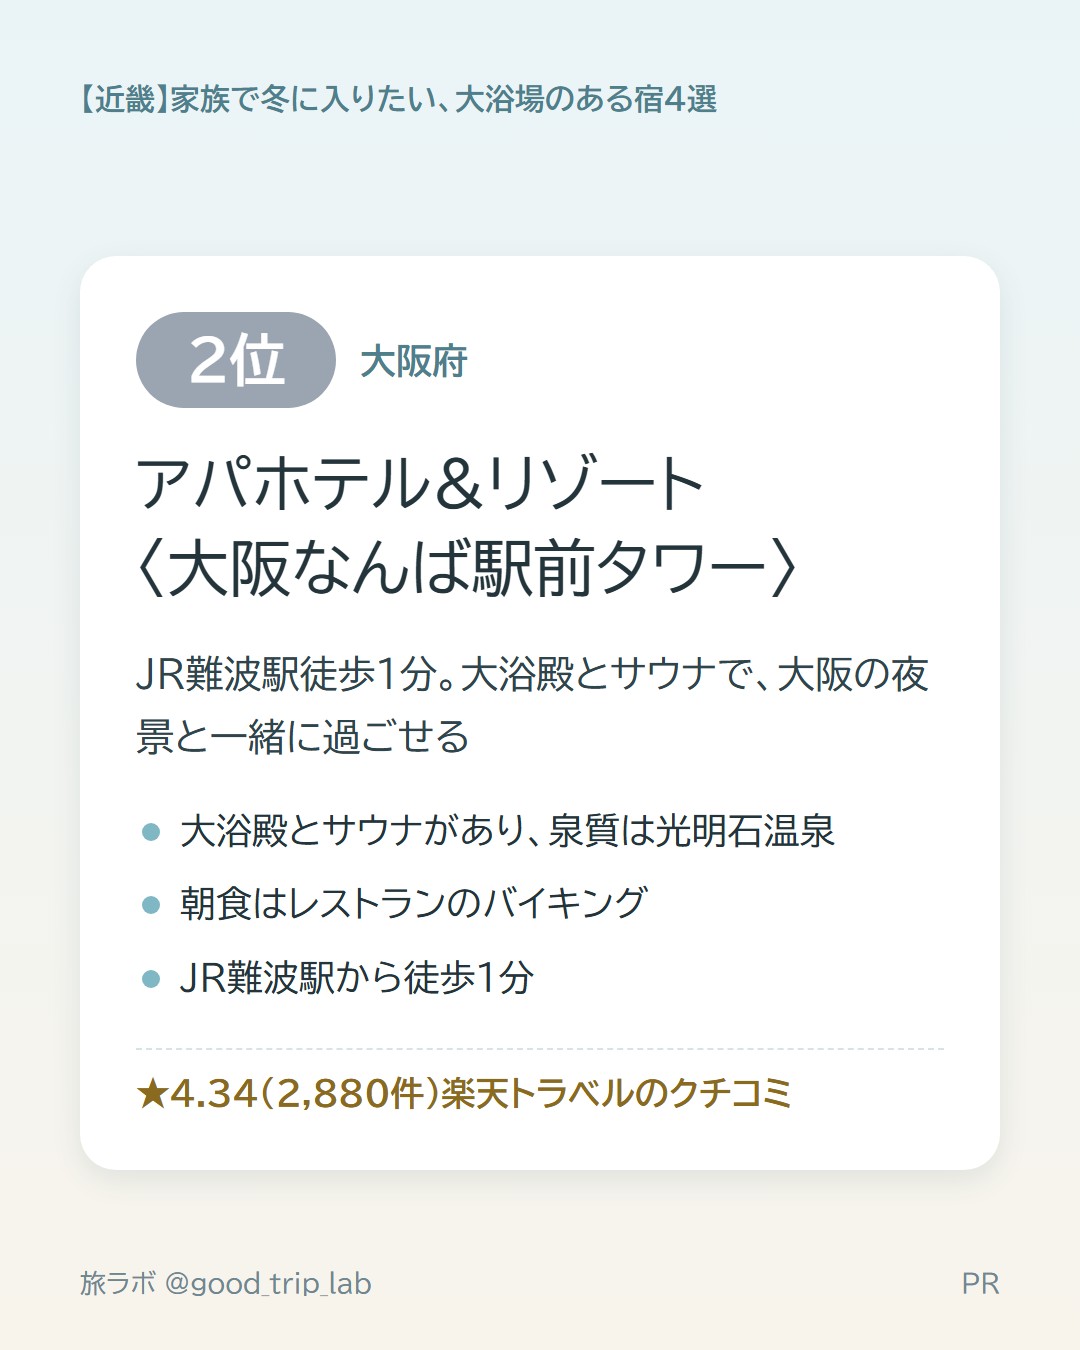 【近畿】家族で冬に入りたい、大浴場のある宿4選
2位
大阪府
アパホテル&リゾート
〈大阪なんば駅前タワー〉
JR難波駅徒歩1分。大浴殿とサウナで、大阪の夜
景と一緒に過ごせる
大浴殿とサウナがあり、泉質は光明石温泉
朝食はレストランのバイキング
JR難波駅から徒歩1分
★4.34(2,880件)楽天トラベルのクチコミ
旅ラボ @good_trip_lab
PR